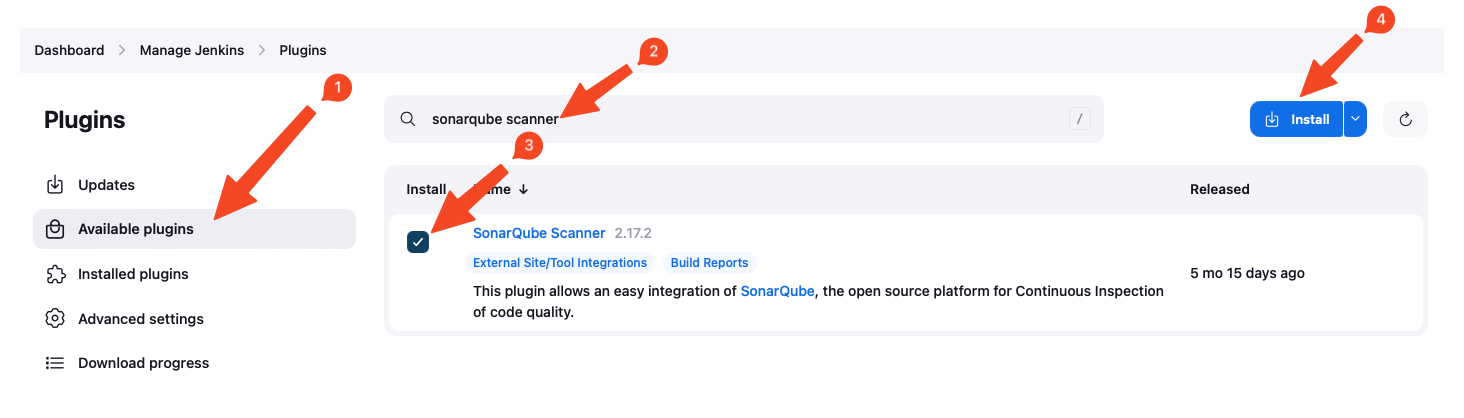 4
Dashboard > Manage Jenkins > Plugins
2
1
Plugins
sonarqube scanner /
Install
3
Updates
Install Name ↓ Released
Available plugins
SonarQube Scanner 2.17.2
External Site/Tool Integrations Build Reports
This plugin allows an easy integration of SonarQube, the open source platform for Continuous Inspection
of code quality.
5 mo 15 days ago
Installed plugins
Advanced settings
Download progress